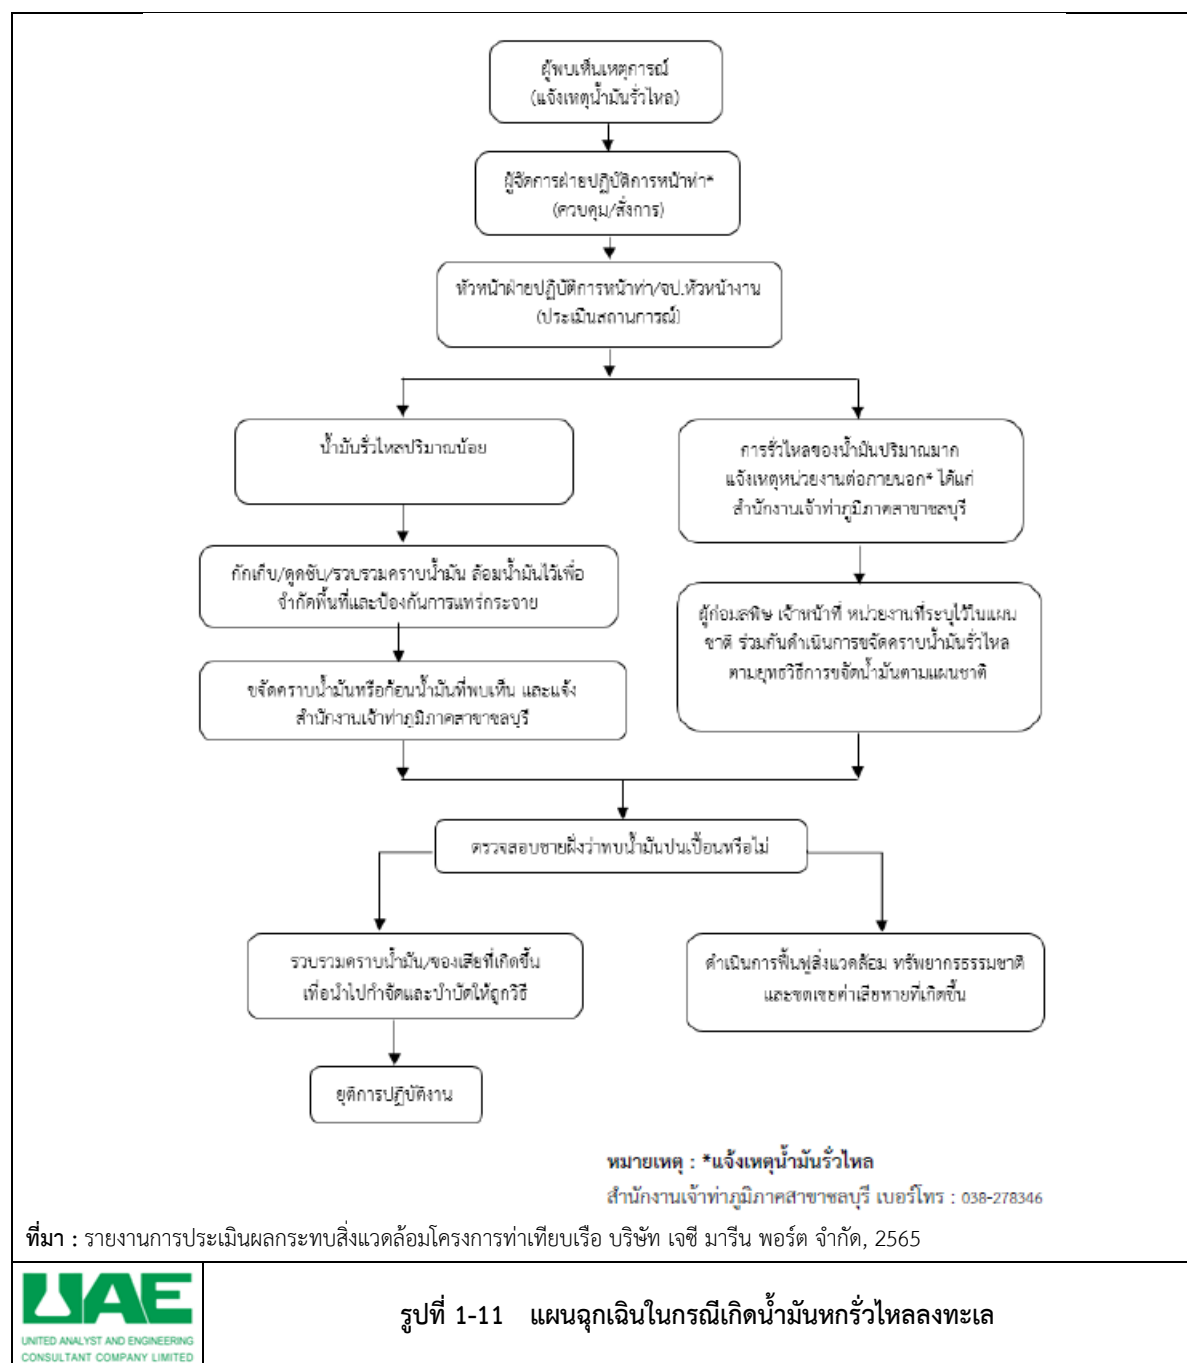 ผู้พบเห็นเหตุการณ์
(แจ้งเหตุน้ำมันรั่วไหล)
ผู้จัดการฝ่ายปฏิบัติการหน้าท่า*
(ควบคุม/สั่งการ)
หัวหน้าฝ่ายปฏิบัติการหน้าท่า/จป.หัวหน้างาน
(ประเมินสถานการณ์)
น้ำมันรั่วไหลปริมาณน้อย
การรั่วไหลของน้ำมันปริมาณมาก
แจ้งเหตุหน่วยงานต่อภายนอก* ได้แก่
สำนักงานเจ้าท่าภูมิภาคสาขาชลบุรี
กักเก็บ/ดูดซับ/รวบรวมคราบน้ำมัน ล้อมน้ำมันไว้เพื่อ
จำกัดพื้นที่และป้องกันการแพร่กระจาย
ผู้ก่อมลพิษ เจ้าหน้าที่ หน่วยงานที่ระบุไว้ในแผน
ชาติ ร่วมกันดำเนินการขจัดคราบน้ำมันรั่วไหล
ตามยุทธวิธีการขจัดน้ำมันตามแผนชาติ
ขจัดคราบน้ำมันหรือก้อนน้ำมันที่พบเห็น และแจ้ง
สำนักงานเจ้าท่าภูมิภาคสาขาชลบุรี
ตรวจสอบชายฝั่งว่าพบน้ำมันปนเปื้อนหรือไม่
รวบรวมคราบน้ำมัน/ของเสียที่เกิดขึ้น
เพื่อนำไปกำจัดและบำบัดให้ถูกวิธี
ดำเนินการฟื้นฟูสิ่งแวดล้อม ทรัพยากรธรรมชาติ
และชดเชยค่าเสียหายที่เกิดขึ้น
ยุติการปฏิบัติงาน
หมายเหตุ : *แจ้งเหตุน้ำมันรั่วไหล
สำนักงานเจ้าท่าภูมิภาคสาขาชลบุรี เบอร์โทร : 038-278346
ที่มา : รายงานการประเมินผลกระทบสิ่งแวดล้อมโครงการท่าเทียบเรือ บริษัท เจซี มารีน พอร์ต จำกัด, 2565
UAE
UNITED ANALYST AND ENGINEERING
CONSULTANT COMPANY LIMITED
รูปที่ 1-11 แผนฉุกเฉินในกรณีเกิดน้ำมันหกรั่วไหลลงทะเล